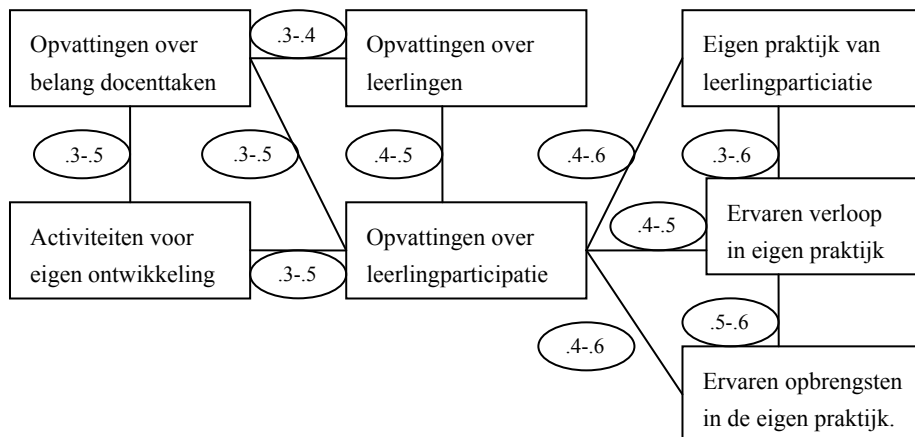 Opvattingen over
belang docenttaken
.3-.4
Opvattingen over
leerlingen
Eigen praktijk van
leerlingparticiatie
.3-.5
.3-.5
.4-.5
.4-.6
.3-.6
Activiteiten voor
eigen ontwikkeling
.3-.5
Opvattingen over
leerlingparticipatie
.4-.5
Ervaren verloop
in eigen praktijk
.4-.6
.5-.6
Ervaren opbrengsten
in de eigen praktijk.